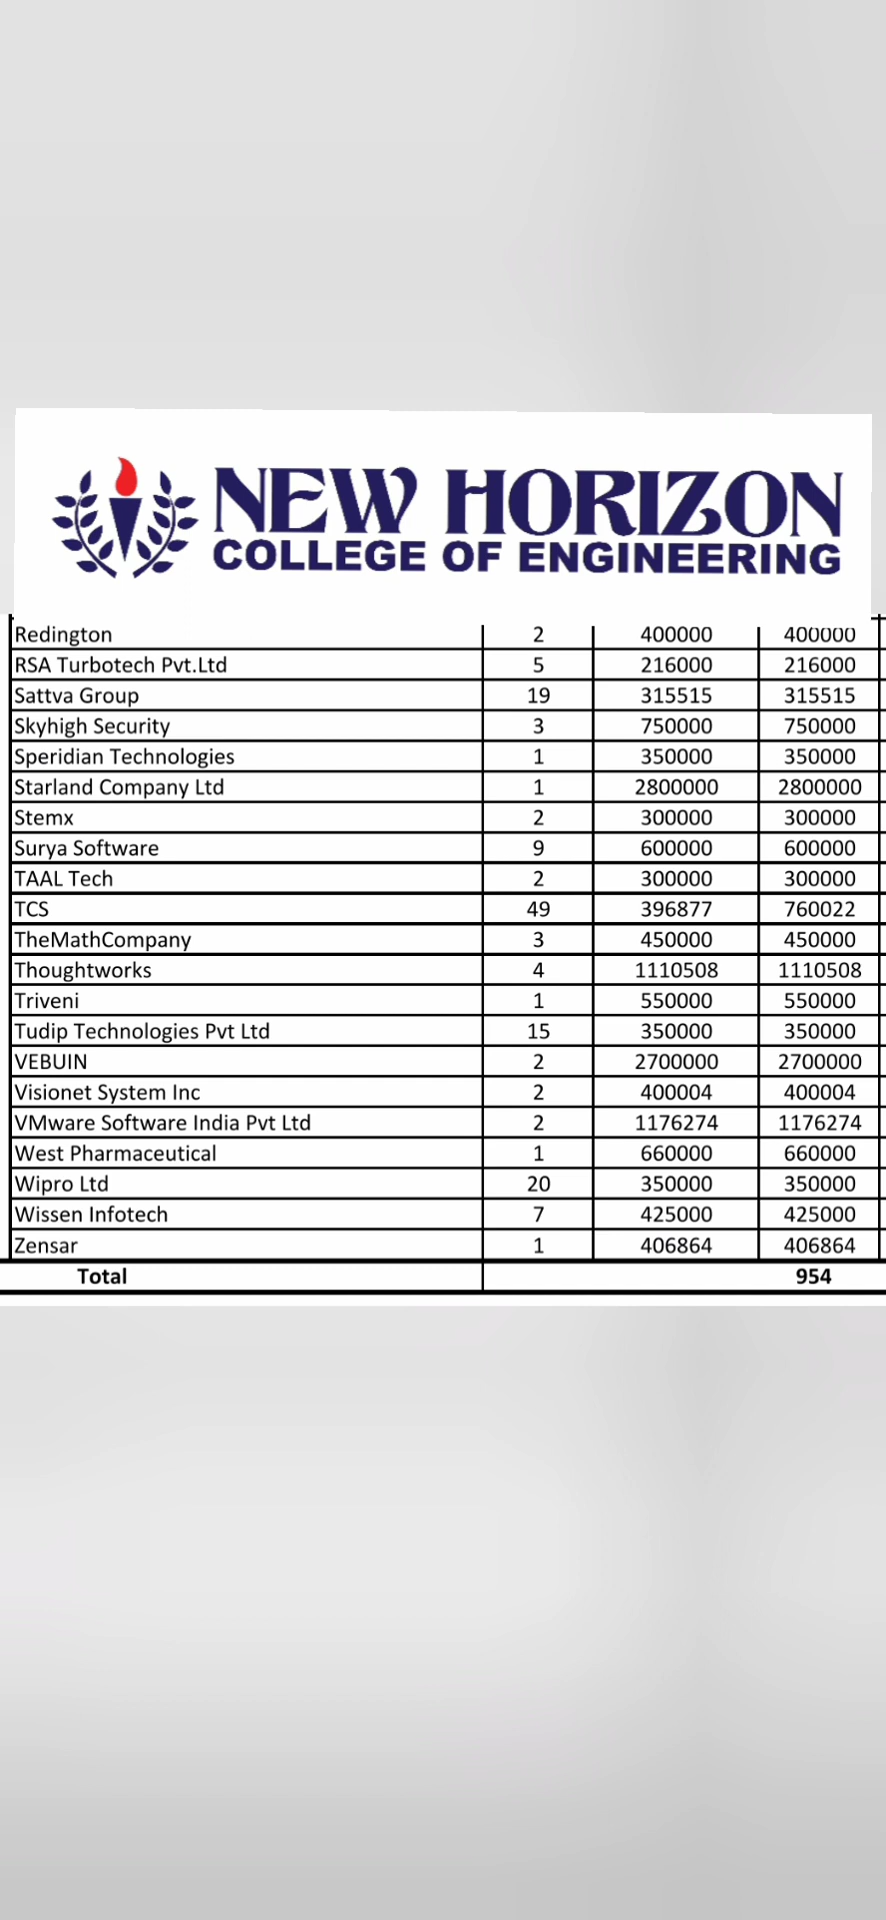 NEW HORIZON
COLLEGE OF ENGINEERING
Redington 2 400000 400000
RSA Turbotech Pvt.Ltd 5 216000 216000
Sattva Group 19 315515 315515
Skyhigh Security 3 750000 750000
Speridian Technologies 1 350000 350000
Starland Company Ltd 1 2800000 2800000
Stemx 2 300000 300000
Surya Software 9 600000 600000
TAAL Tech 2 300000 300000
TCS 49 396877 760022
TheMathCompany 3 450000 450000
Thoughtworks 4 1110508 1110508
Triveni 1 550000 550000
Tudip Technologies Pvt Ltd 15 350000 350000
VEBUIN 2 2700000 2700000
Visionet System Inc 2 400004 400004
VMware Software India Pvt Ltd 2 1176274 1176274
West Pharmaceutical 1 660000 660000
Wipro Ltd 20 350000 350000
Wissen Infotech 7 425000 425000
Zensar 1 406864 406864
Total 954